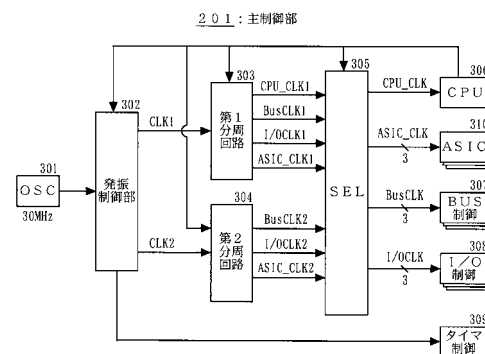 201:主制御部
301
OSC
30MHz
302
発振
制御部
CLK1
CLK2
303
第1
分周
回路
304
第2
分周
回路
CPU_CLK1
BusCLK1
I/OCLK1
ASIC_CLK1
BusCLK2
I/OCLK2
ASIC_CLK2
305
SEL
CPU_CLK
ASIC_CLK
3
BusCLK
3
I/OCLK
3
306
CPU
310
ASIC
307
BUS
制御
308
I/O
制御
309
タイマ
制御